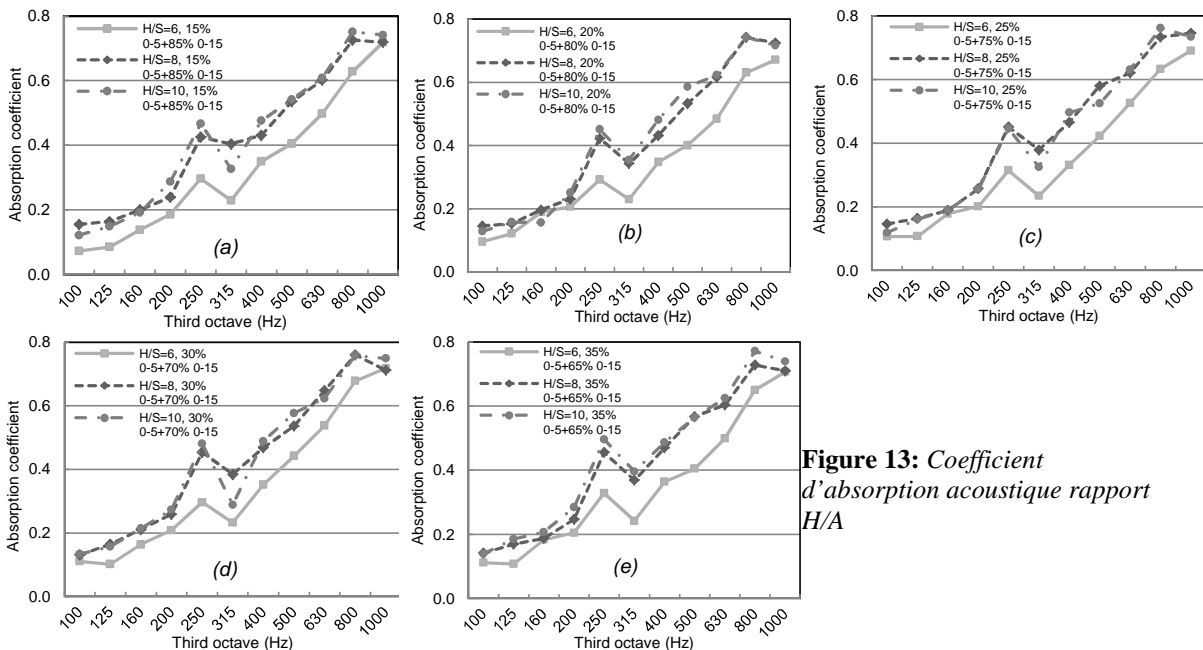 0.8
0.6
0.4
0.2
0.0
Absorption coefficient
H/S=6, 15%
0-5+85% 0-15
H/S=8, 15%
0-5+85% 0-15
H/S=10, 15%
0-5+85% 0-15
(a)
100 125 160 200 250 315 400 500 630 800 1000
Third octave (Hz)
0.8
0.6
0.4
0.2
0.0
Absorption coefficient
H/S=6, 20%
0-5+80% 0-15
H/S=8, 20%
0-5+80% 0-15
H/S=10, 20%
0-5+80% 0-15
(b)
100 125 160 200 250 315 400 500 630 800 1000
Third octave (Hz)
0.8
0.6
0.4
0.2
0.0
Absorption coefficient
H/S=6, 25%
0-5+75% 0-15
H/S=8, 25%
0-5+75% 0-15
H/S=10, 25%
0-5+75% 0-15
(c)
100 125 160 200 250 315 400 500 630 800 1000
Third octave (Hz)
0.8
0.6
0.4
0.2
0.0
Absorption coefficient
H/S=6, 30%
0-5+70% 0-15
H/S=8, 30%
0-5+70% 0-15
H/S=10, 30%
0-5+70% 0-15
(d)
100 125 160 200 250 315 400 500 630 800 1000
Third octave (Hz)
0.8
0.6
0.4
0.2
0.0
Absorption coefficient
H/S=6, 35%
0-5+65% 0-15
H/S=8, 35%
0-5+65% 0-15
H/S=10, 35%
0-5+65% 0-15
(e)
100 125 160 200 250 315 400 500 630 800 1000
Third octave (Hz)
Figure 13: Coefficient
d’absorption acoustique rapport
H/A